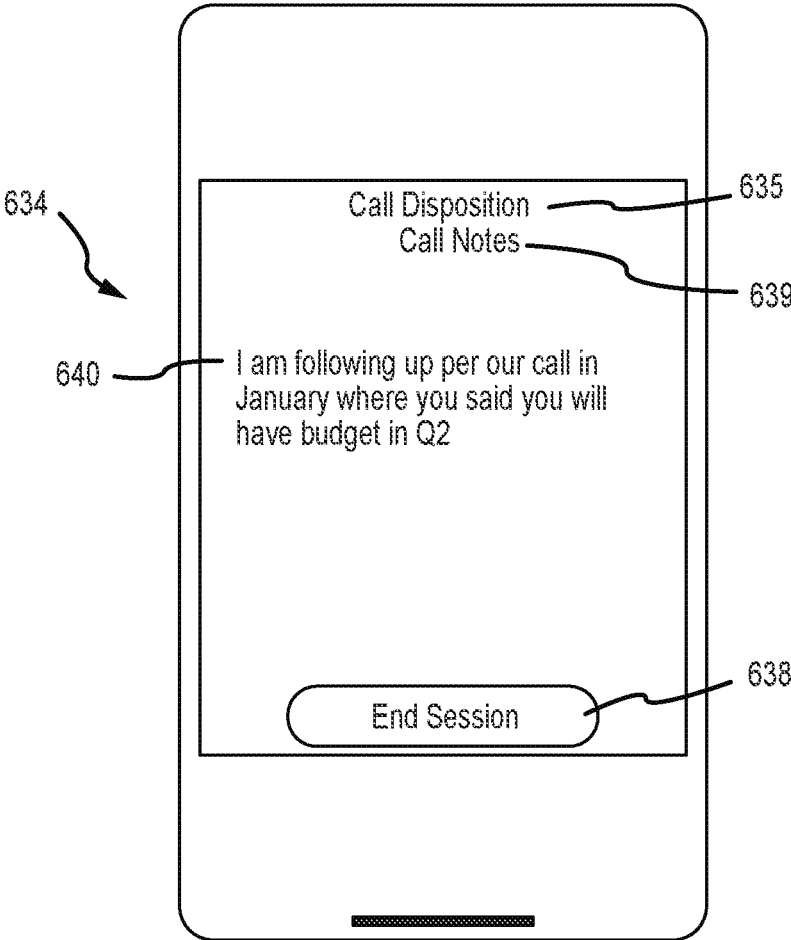 Call Disposition
635
634
Call Notes
639
640
I am following up per our call in
January where you said you will
have budget in Q2
638
End Session